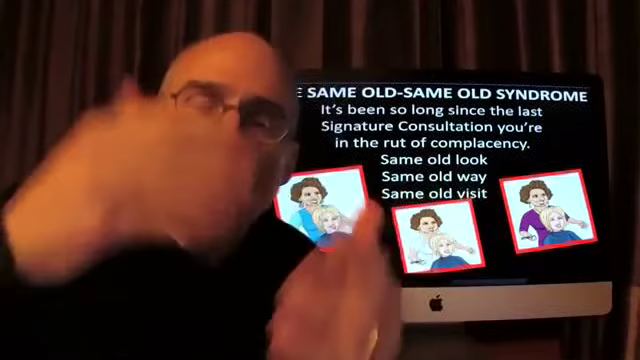 E SAME OLD-SAME OLD SYNDROME
It's been so long since the last
Signature Consultation you're
in the rut of complacency.
Same old look
Same old way
Same old visit